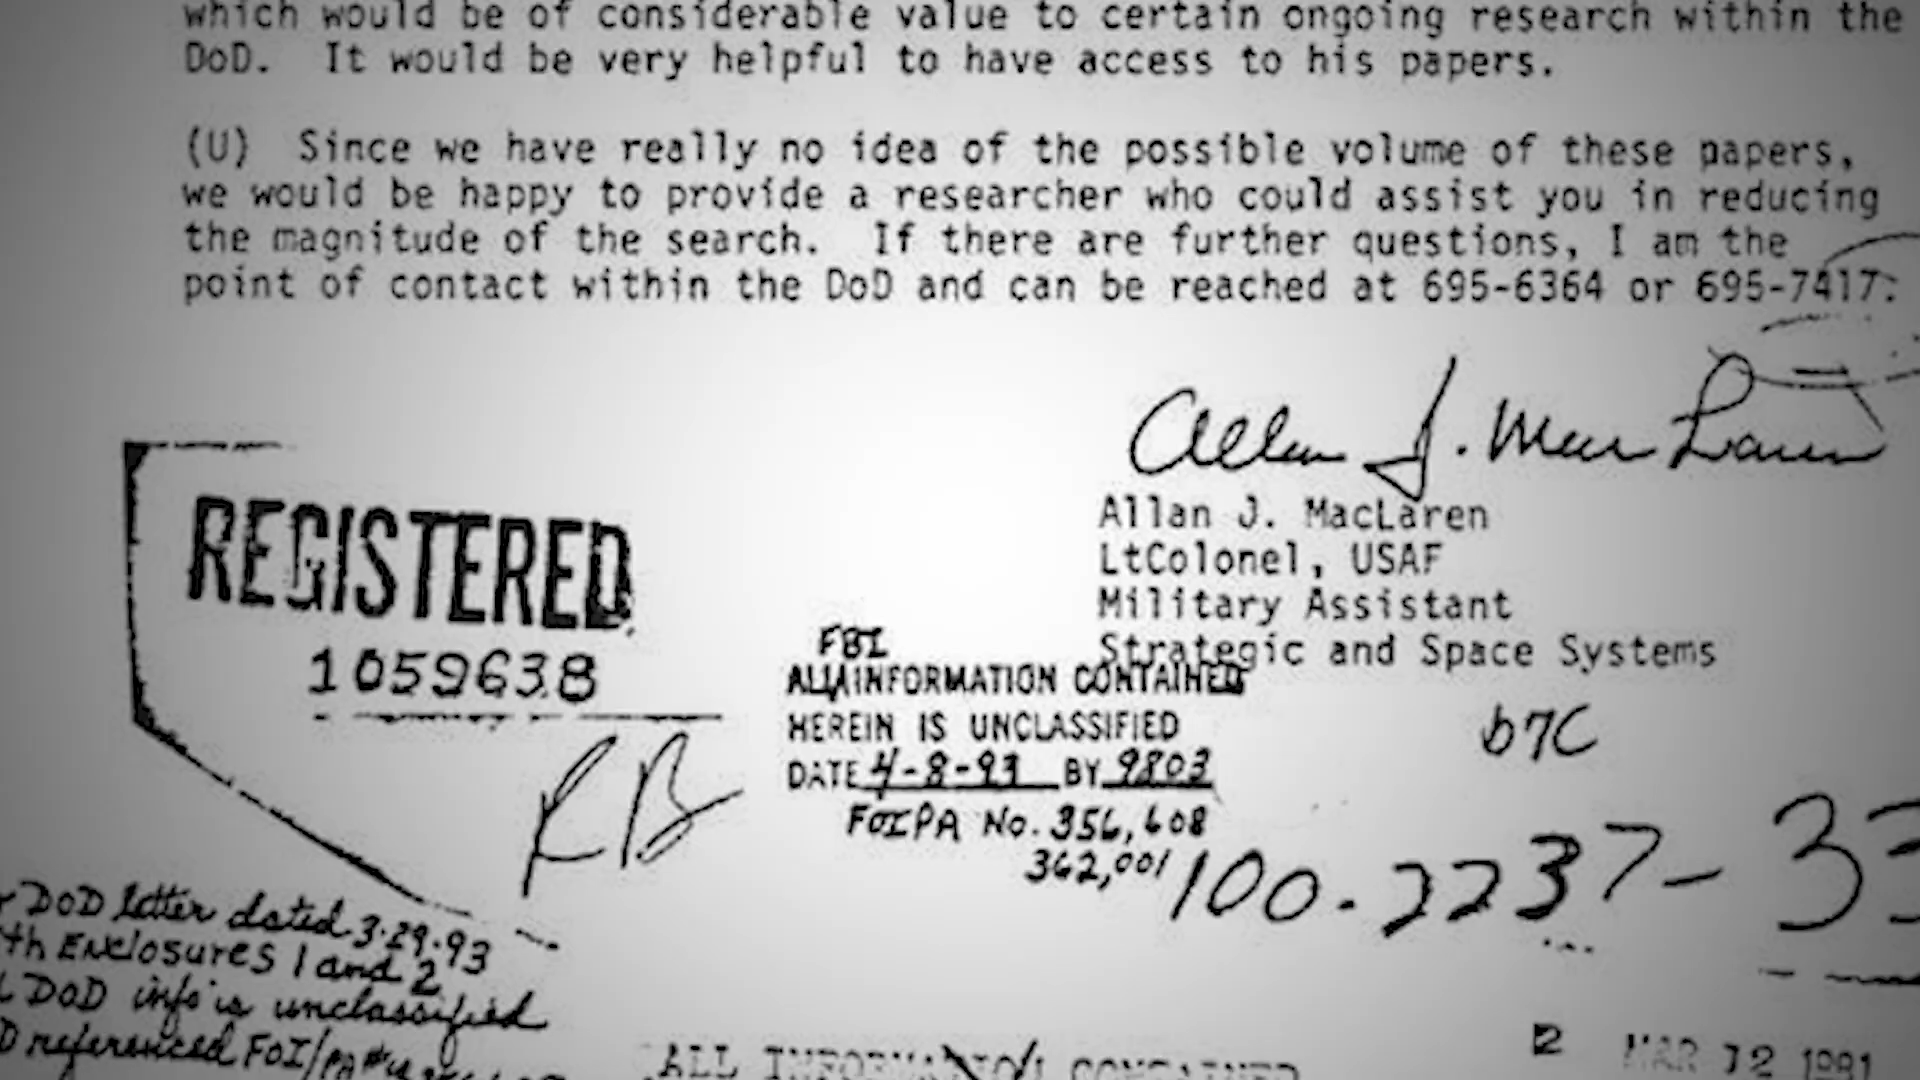 which would be of considerable value to certain ongoing research within the
DoD. It would be very helpful to have access to his papers.
(U) Since we have really no idea of the possible volume of these papers,
we would be happy to provide a researcher who could assist you in reducing
the magnitude of the search. If there are further questions, I am the
point of contact within the DoD and can be reached at 695-6364 or 695-7417.
Allan J. MacLaren
Allan J. MacLaren
LtColonel, USAF
Military Assistant
Strategic and Space Systems
REGISTERED
1059638
RB
FBI
ALL INFORMATION CONTAINED
HEREIN IS UNCLASSIFIED
DATE 4-8-93 BY 9803
FOIPA No. 356,608
362,001
b7C
100-2237-33
DOD letter dated 3-29-93
Enclosures 1 and 2
DOD info is unclassified
referenced FOI/PA #
ALL INFORMATION CONTAINED
2 MAR 12 1981